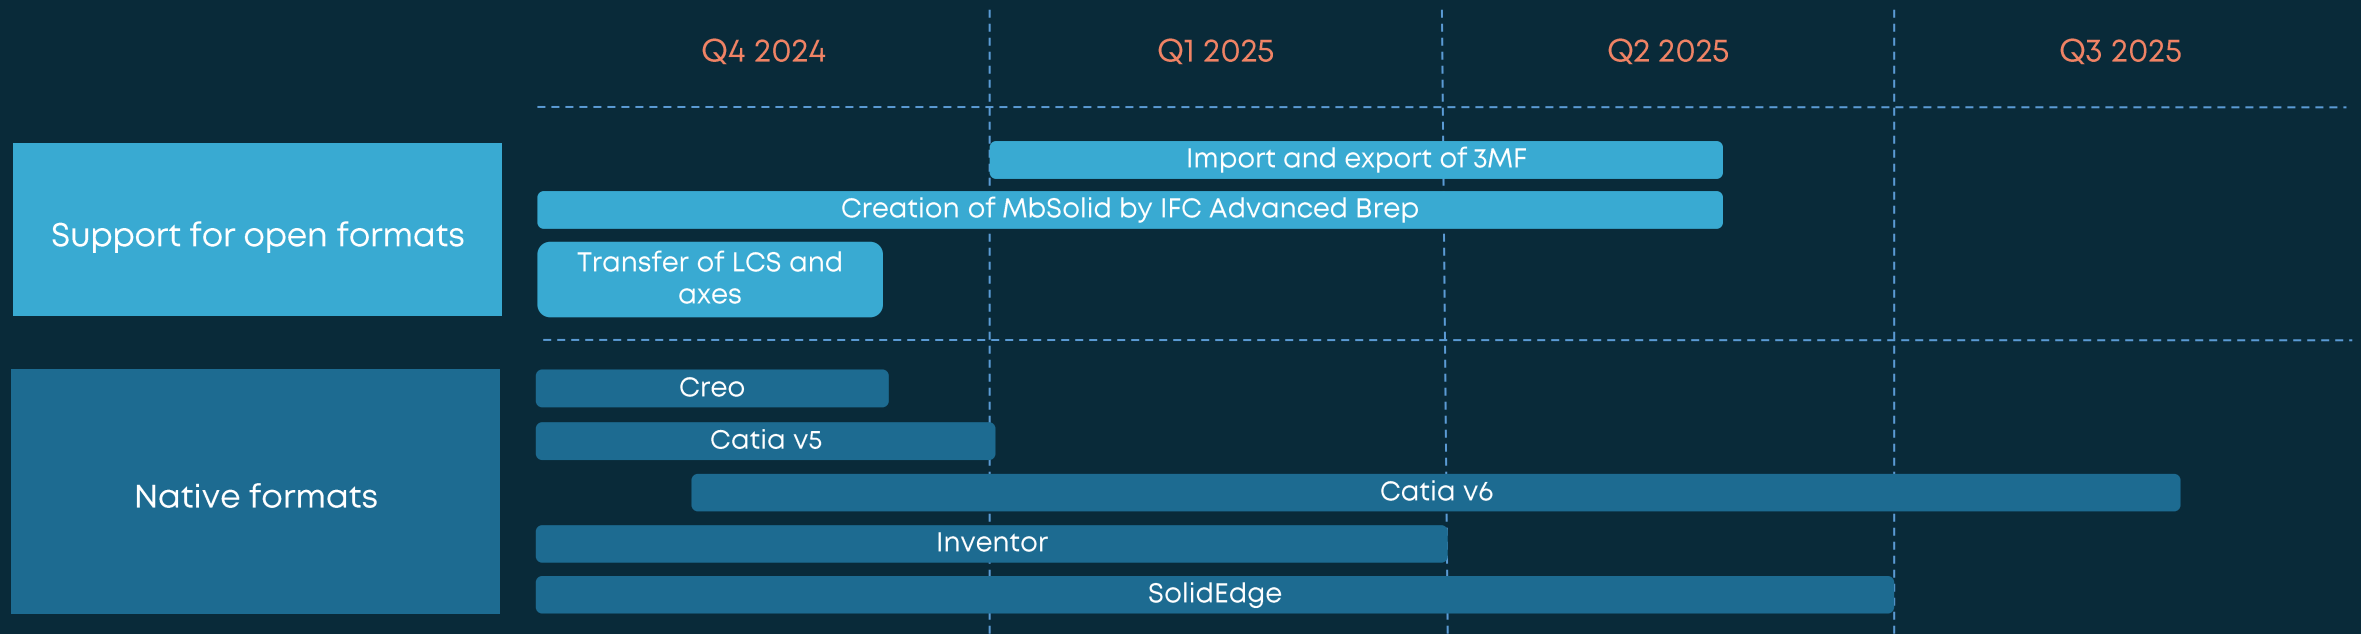 Q4 2024
Q1 2025
Q2 2025
Q3 2025
Support for open formats
Import and export of 3MF
Creation of MbSolid by IFC Advanced Brep
Transfer of LCS and
axes
Native formats
Creo
Catia v5
Catia v6
Inventor
SolidEdge